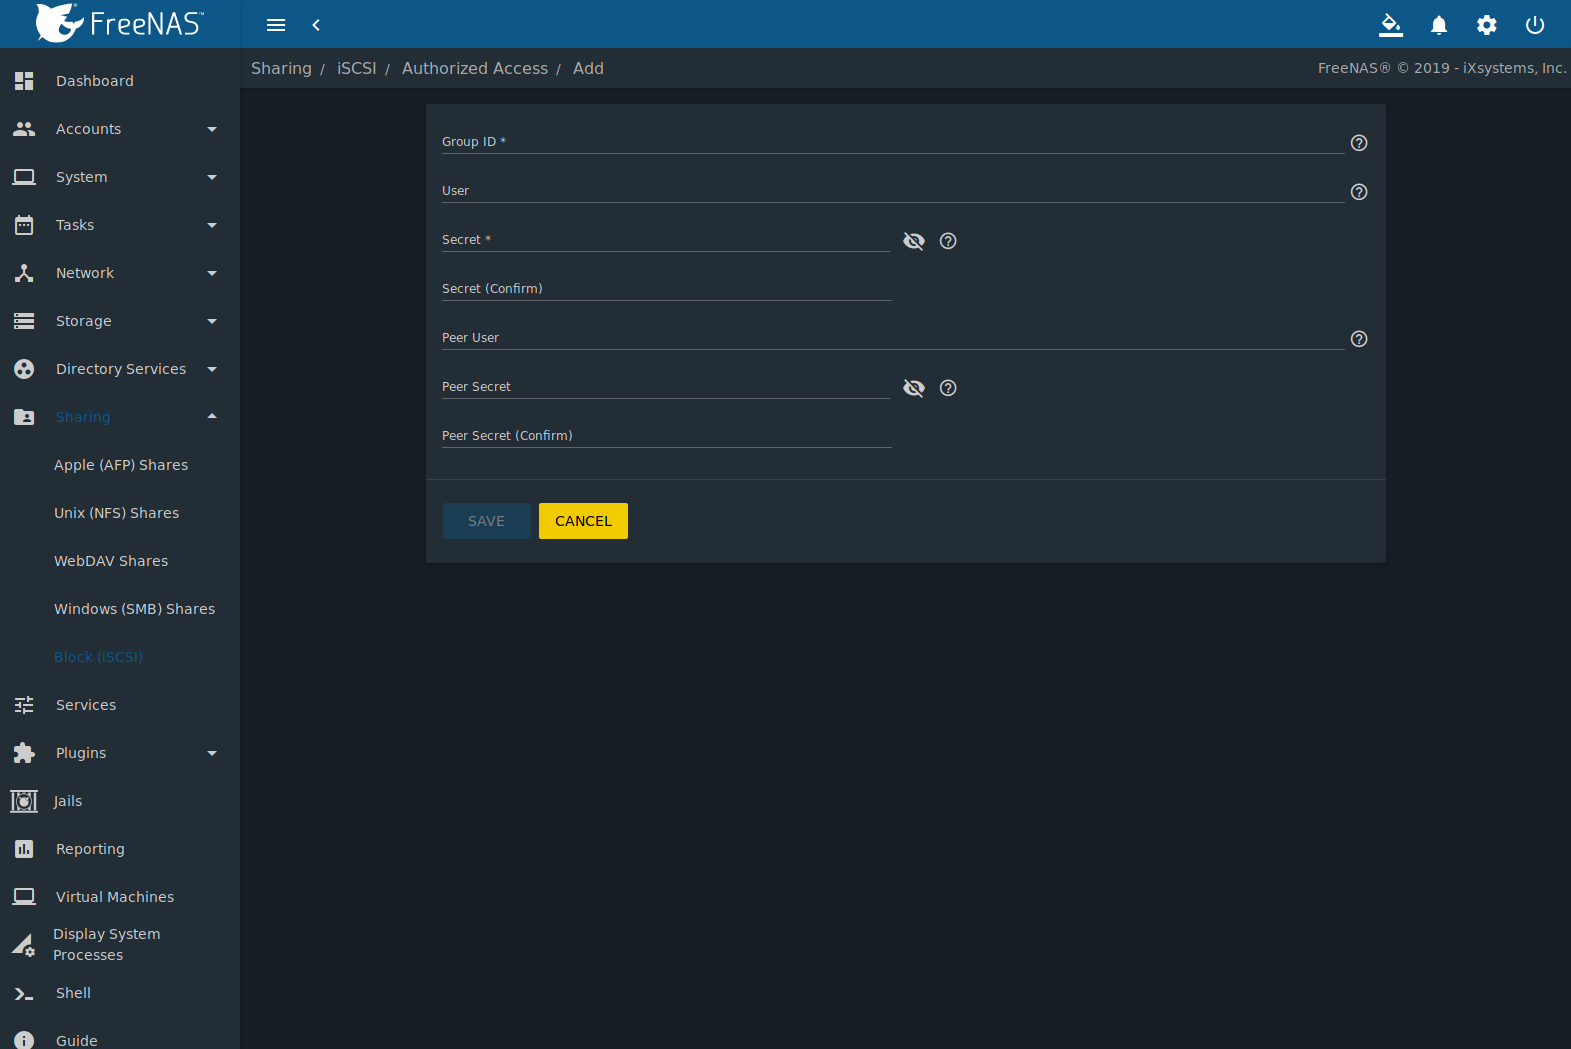 FreeNAS™
Sharing / iSCSI / Authorized Access / Add
FreeNAS® © 2019 - iXsystems, Inc.
Dashboard
Accounts
System
Tasks
Network
Storage
Directory Services
Sharing
Apple (AFP) Shares
Unix (NFS) Shares
WebDAV Shares
Windows (SMB) Shares
Block (iSCSI)
Services
Plugins
Jails
Reporting
Virtual Machines
Display System
Processes
Shell
Guide
Group ID *
User
Secret *
Secret (Confirm)
Peer User
Peer Secret
Peer Secret (Confirm)
SAVE
CANCEL